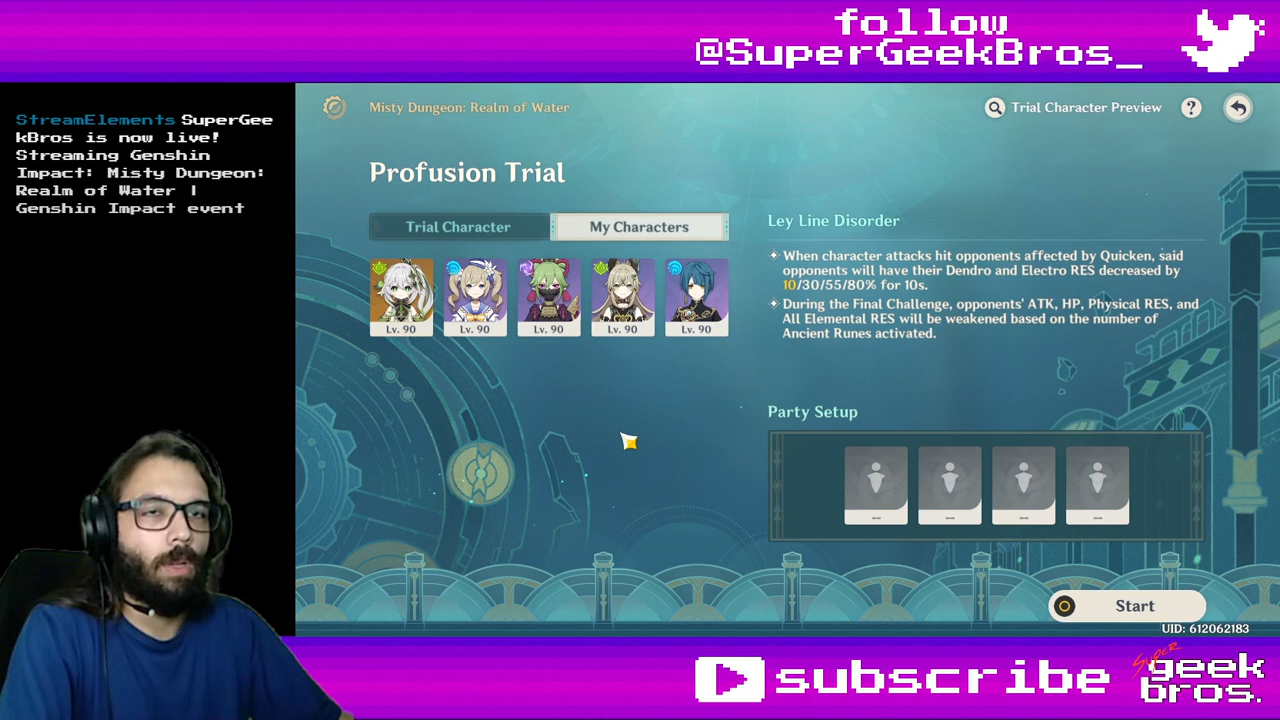 follow
@SuperGeekBros_
StreamElements SuperGee
kBros is now live!
Streaming Genshin
Impact: Misty Dungeon:
Realm of Water |
Genshin Impact event
Misty Dungeon: Realm of Water
Trial Character Preview
?
Profusion Trial
Trial Character
My Characters
Lv. 90
Lv. 90
Lv. 90
Lv. 90
Lv. 90
Ley Line Disorder
When character attacks hit opponents affected by Quicken, said
opponents will have their Dendro and Electro RES decreased by
10/30/55/80% for 10s.
During the Final Challenge, opponents' ATK, HP, Physical RES, and
All Elemental RES will be weakened based on the number of
Ancient Runes activated.
Party Setup
--
--
--
--
Start
UID: 612062183
subscribe
SUPER
geek
bros.